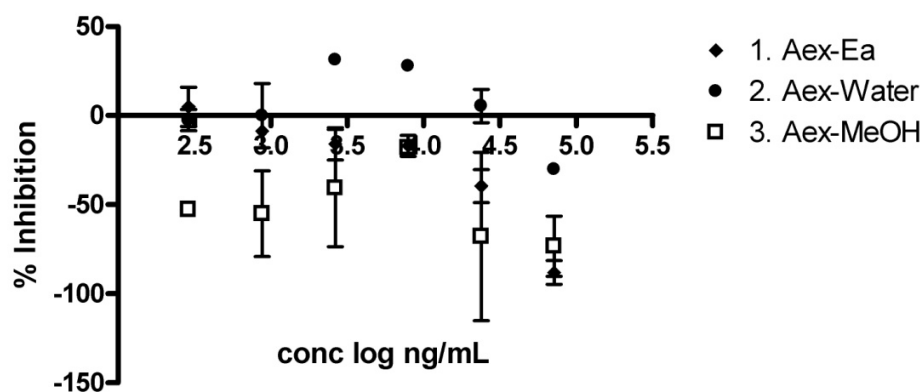 50
0
-50
-100
-150
% Inhibition
2.5 3.0 3.5 4.0 4.5 5.0 5.5
conc log ng/mL
1. Aex-Ea
2. Aex-Water
3. Aex-MeOH